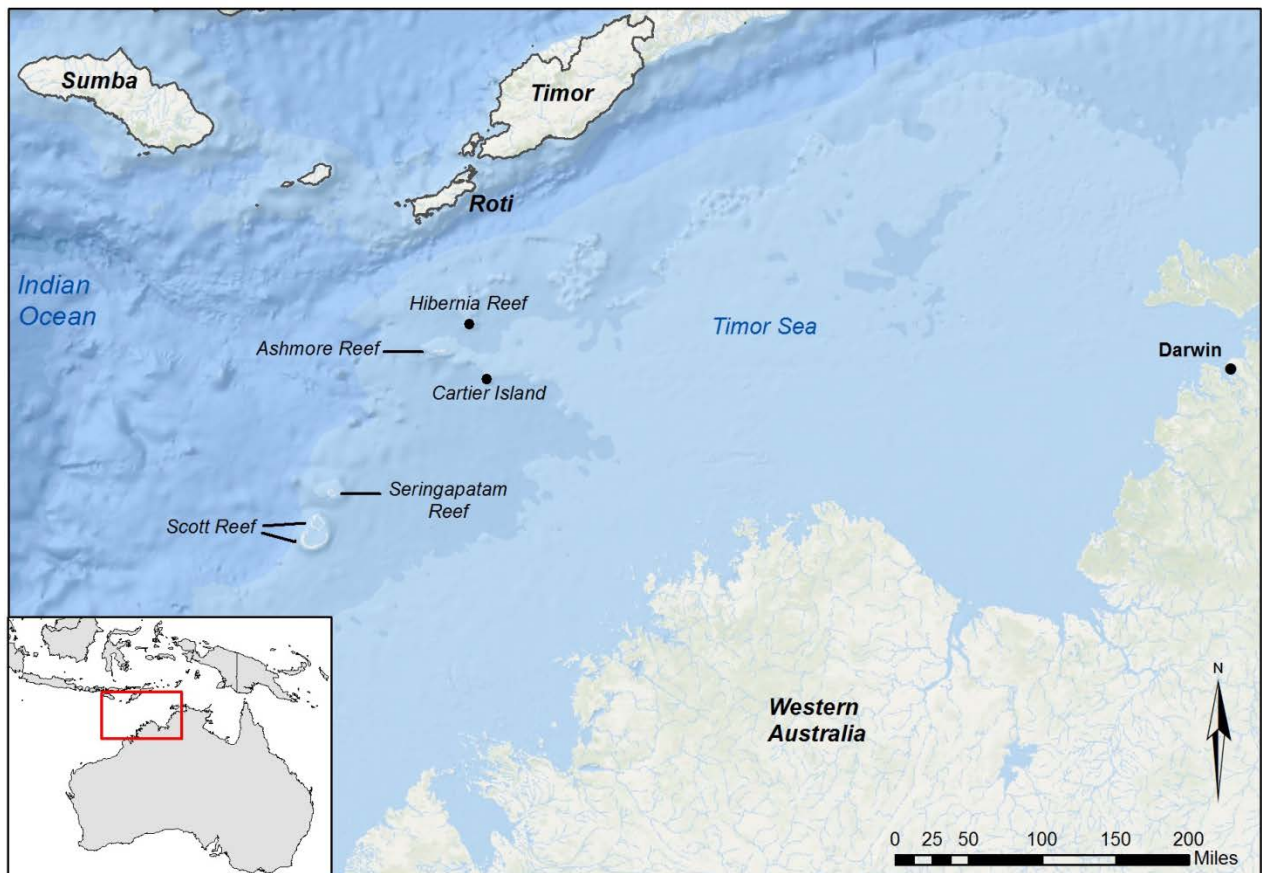 Sumba
Timor
Roti
Indian
Ocean
Hibernia Reef
Timor Sea
Ashmore Reef
Darwin
Cartier Island
Seringapatam
Reef
Scott Reef
Western
Australia
N
0 25 50 100 150 200
Miles